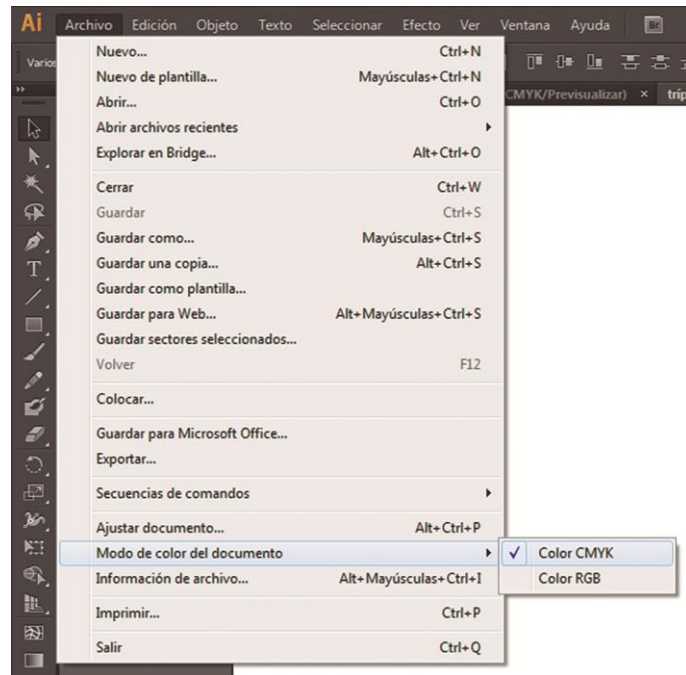 Ai Archivo Edición Objeto Texto Seleccionar Efecto Ver Ventana Ayuda Br
Nuevo... Ctrl+N
Nuevo de plantilla... Mayúsculas+Ctrl+N
Abrir... Ctrl+O
CMYK/Previsualizar) ×
Abrir archivos recientes
Explorar en Bridge... Alt+Ctrl+O
Cerrar Ctrl+W
Guardar Ctrl+S
Guardar como... Mayúsculas+Ctrl+S
Guardar una copia... Alt+Ctrl+S
Guardar como plantilla...
Guardar para Web... Alt+Mayúsculas+Ctrl+S
Guardar sectores seleccionados...
Volver F12
Colocar...
Guardar para Microsoft Office...
Exportar...
Secuencias de comandos
Ajustar documento... Alt+Ctrl+P
Modo de color del documento
Color CMYK
Información de archivo... Alt+Mayúsculas+Ctrl+I
Color RGB
Imprimir... Ctrl+P
Salir Ctrl+Q